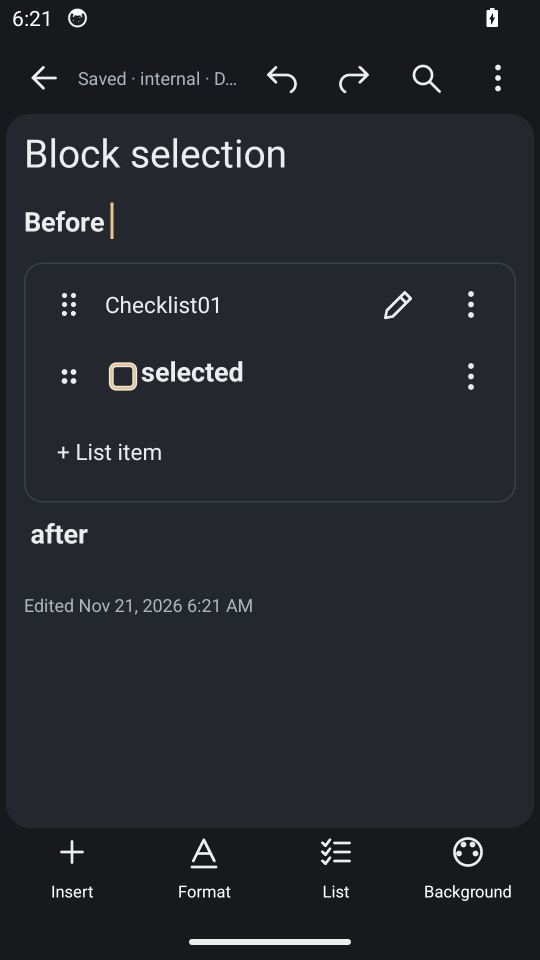 6:21
Saved · internal · D...
Block selection
Before
Checklist01
selected
+ List item
after
Edited Nov 21, 2026 6:21 AM
Insert Format List Background